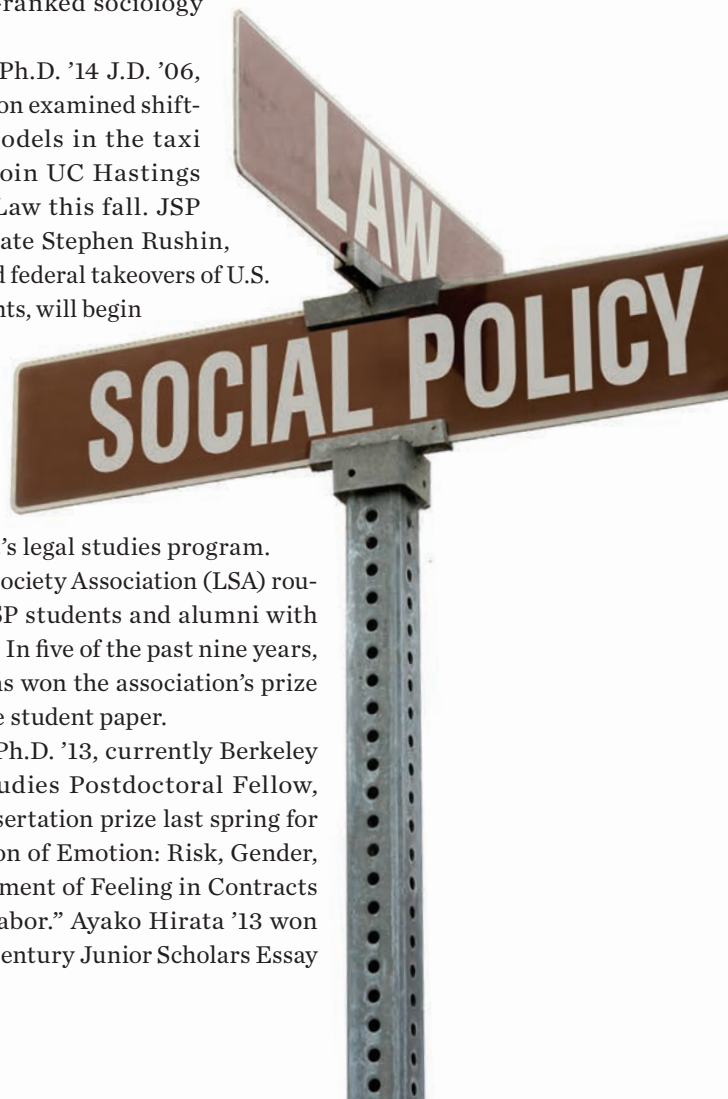 ranked sociology
Ph.D. ’14 J.D. ’06,
on examined shift-
odels in the taxi
oin UC Hastings
Law this fall. JSP
ate Stephen Rushin,
d federal takeovers of U.S.
nts, will begin
LAW
SOCIAL POLICY
’s legal studies program.
ociety Association (LSA) rou-
SP students and alumni with
In five of the past nine years,
as won the association’s prize
e student paper.
Ph.D. ’13, currently Berkeley
udies Postdoctoral Fellow,
sertation prize last spring for
on of Emotion: Risk, Gender,
ment of Feeling in Contracts
abor.” Ayako Hirata ’13 won
entury Junior Scholars Essay